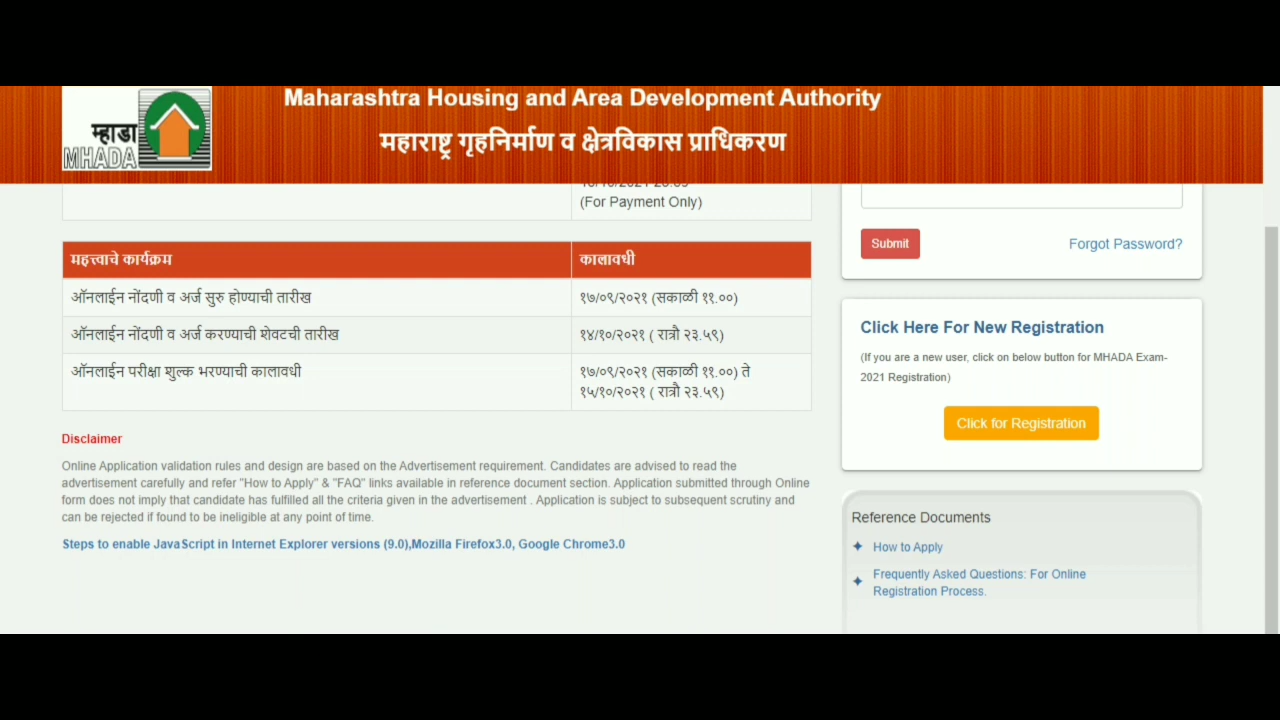 म्हाडा
MHADA
Maharashtra Housing and Area Development Authority
महाराष्ट्र गृहनिर्माण व क्षेत्रविकास प्राधिकरण
(For Payment Only)
महत्त्वाचे कार्यक्रम कालावधी
ऑनलाईन नोंदणी व अर्ज सुरु होण्याची तारीख १७/०९/२०२१ (सकाळी ११.००)
ऑनलाईन नोंदणी व अर्ज करण्याची शेवटची तारीख १४/१०/२०२१ ( रात्रौ २३.५९)
ऑनलाईन परीक्षा शुल्क भरण्याची कालावधी १७/०९/२०२१ (सकाळी ११.००) ते
१५/१०/२०२१ ( रात्रौ २३.५९)
Disclaimer
Online Application validation rules and design are based on the Advertisement requirement. Candidates are advised to read the
advertisement carefully and refer "How to Apply" & "FAQ" links available in reference document section. Application submitted through Online
form does not imply that candidate has fulfilled all the criteria given in the advertisement . Application is subject to subsequent scrutiny and
can be rejected if found to be ineligible at any point of time.
Steps to enable JavaScript in Internet Explorer versions (9.0),Mozilla Firefox3.0, Google Chrome3.0
Submit Forgot Password?
Click Here For New Registration
(If you are a new user, click on below button for MHADA Exam-
2021 Registration)
Click for Registration
Reference Documents
How to Apply
Frequently Asked Questions: For Online
Registration Process.